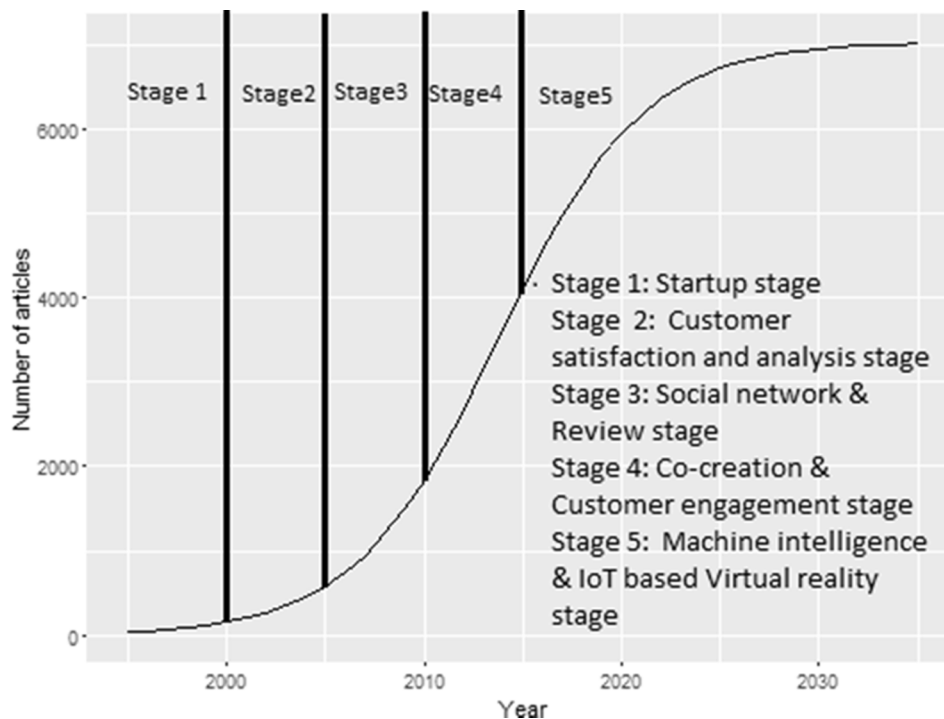 Stage 1
Stage2
Stage3
Stage4
Stage5
6000
4000
2000
0
Number of articles
Stage 1: Startup stage
Stage 2: Customer
satisfaction and analysis stage
Stage 3: Social network &
Review stage
Stage 4: Co-creation &
Customer engagement stage
Stage 5: Machine intelligence
& IoT based Virtual reality
stage
2000
2010
2020
2030
Year